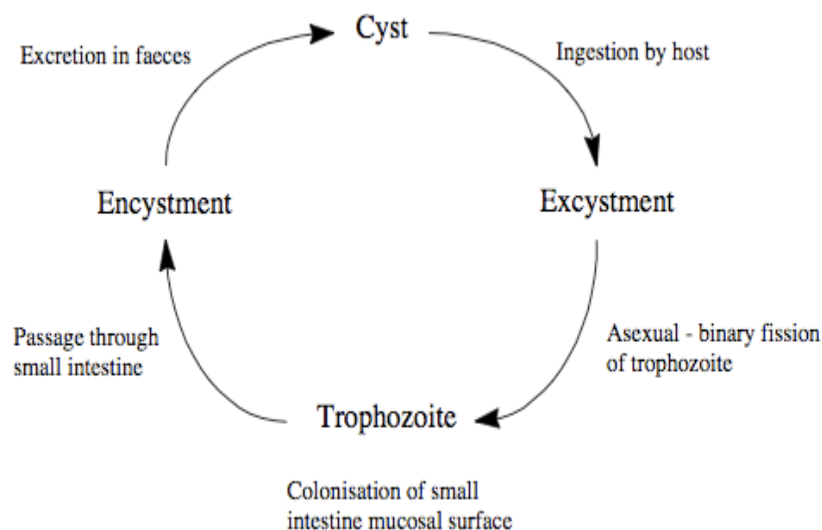 Cyst
Excretion in faeces
Ingestion by host
Encystment
Excystment
Passage through
small intestine
Asexual - binary fission
of trophozoite
Trophozoite
Colonisation of small
intestine mucosal surface